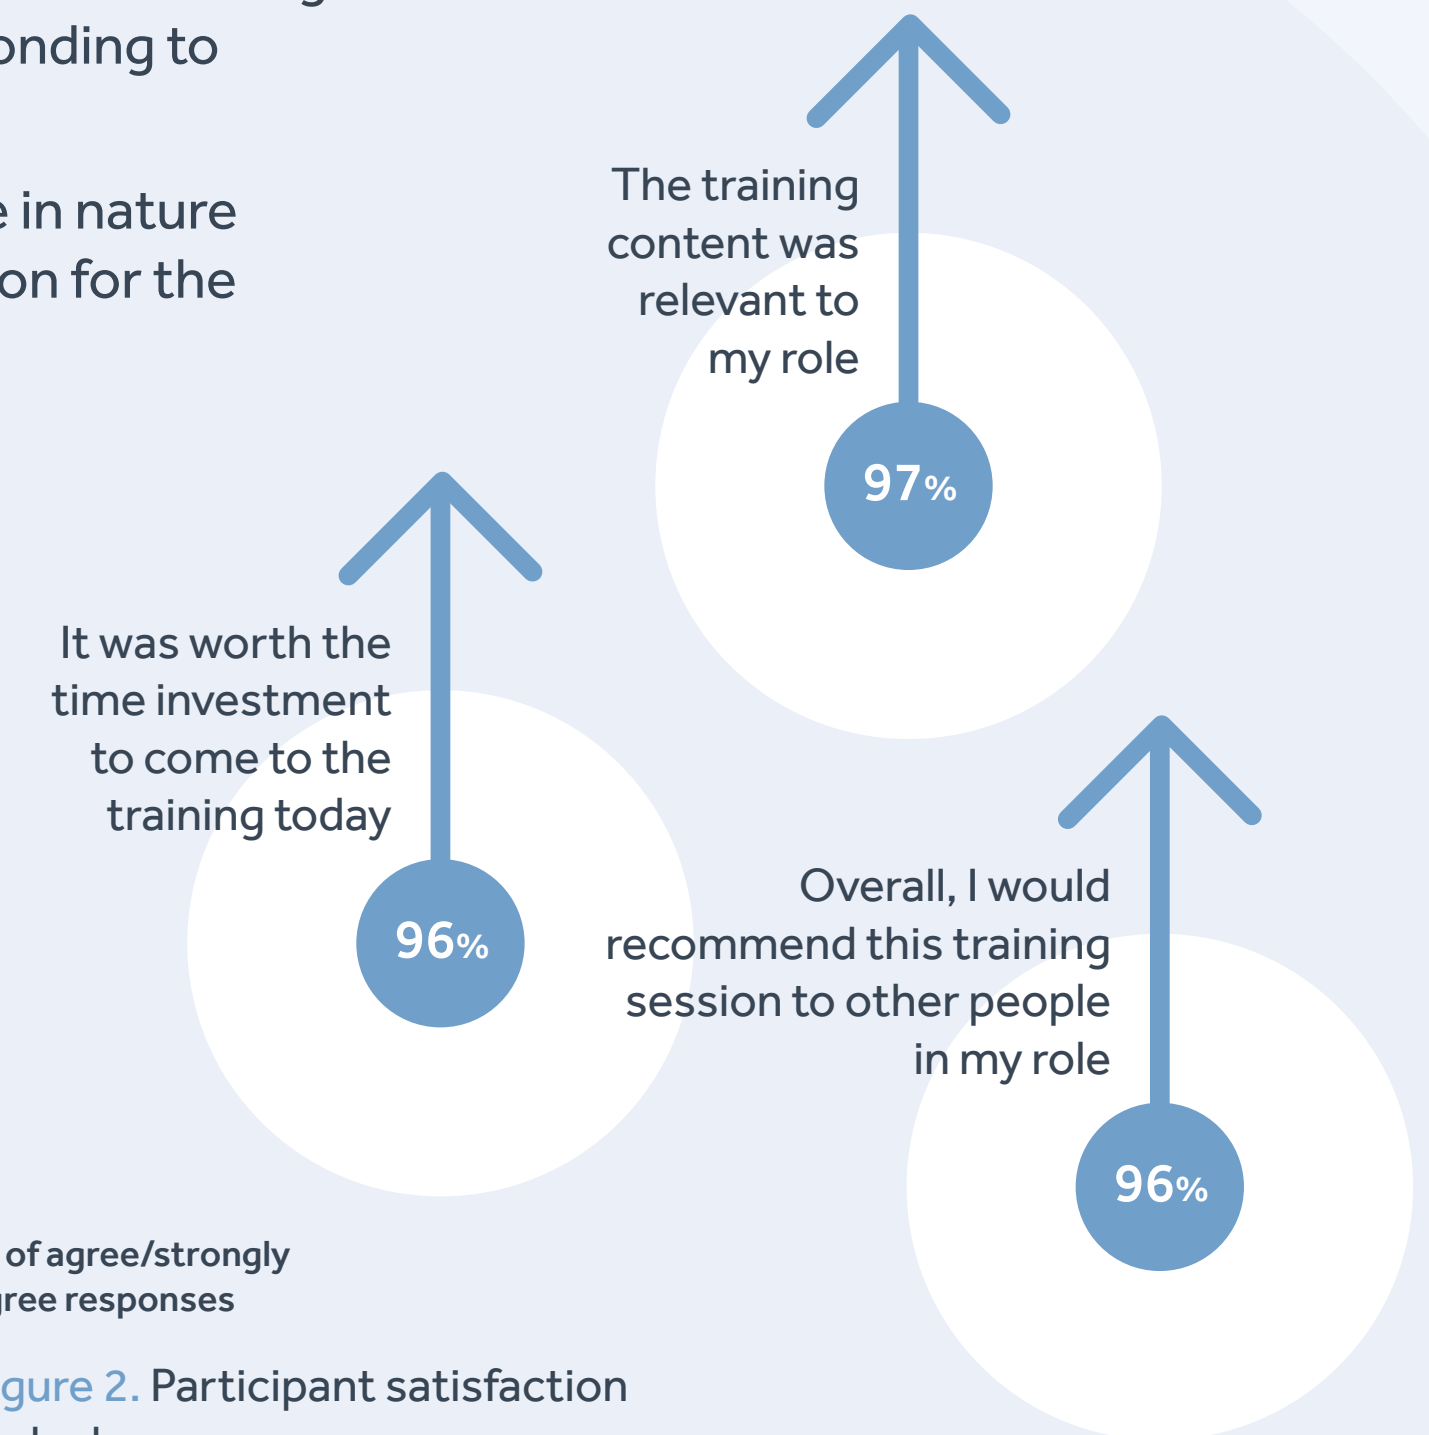 onding to
in nature
on for the
The training
content was
relevant to
my role
97%
It was worth the
time investment
to come to the
training today
96%
Overall, I would
recommend this training
session to other people
in my role
96%
of agree/strongly
gree responses
gure 2. Participant satisfaction